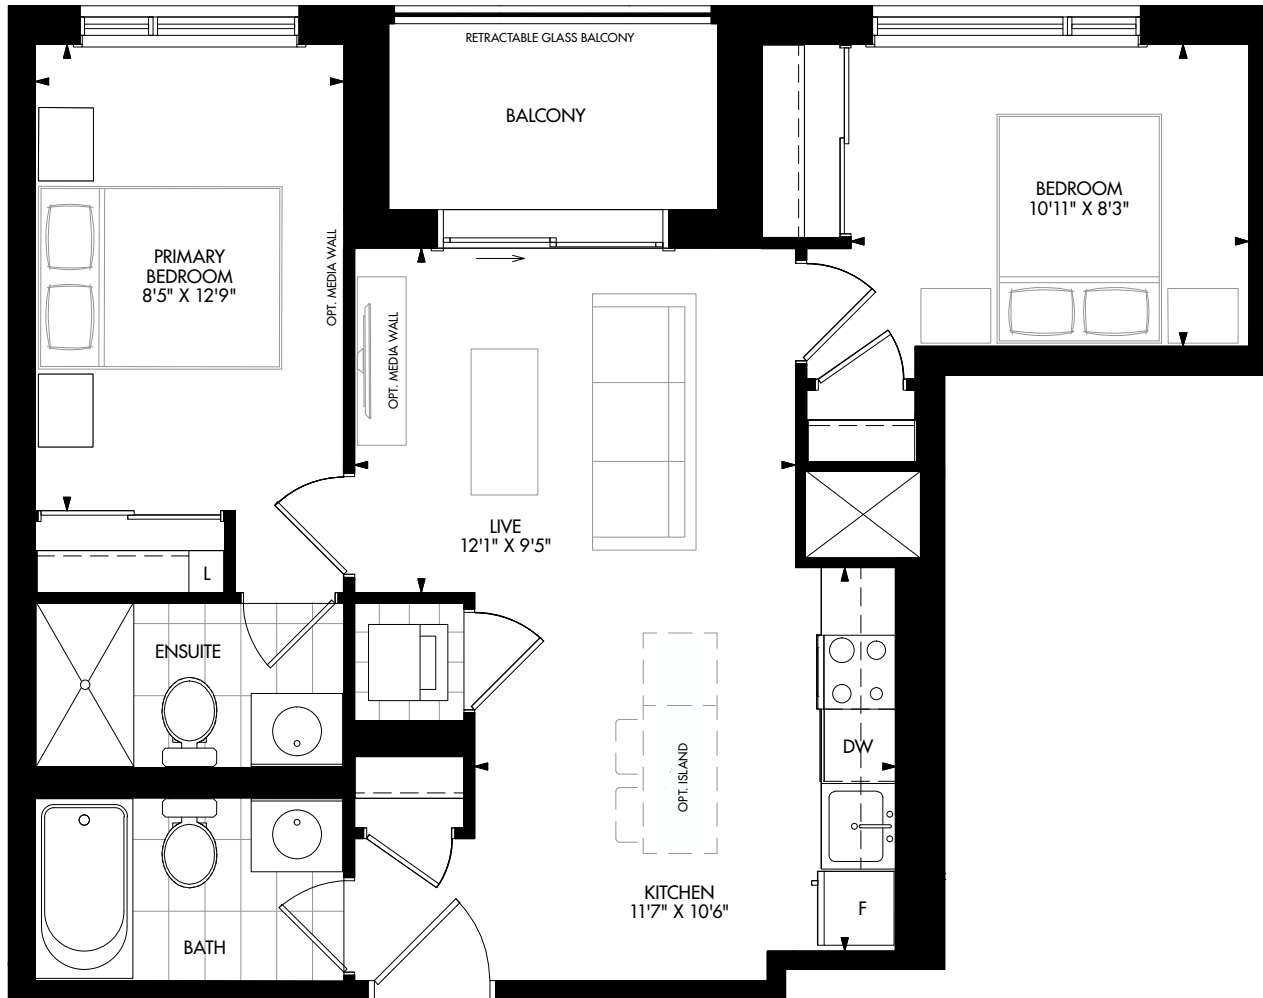 RETRACTABLE GLASS BALCONY
BALCONY
BEDROOM
10'11" X 8'3"
PRIMARY
BEDROOM
8'5" X 12'9"
OPT. MEDIA WALL
OPT. MEDIA WALL
LIVE
12'1" X 9'5"
L
ENSUITE
DW
OPT. ISLAND
KITCHEN
11'7" X 10'6"
F
BATH